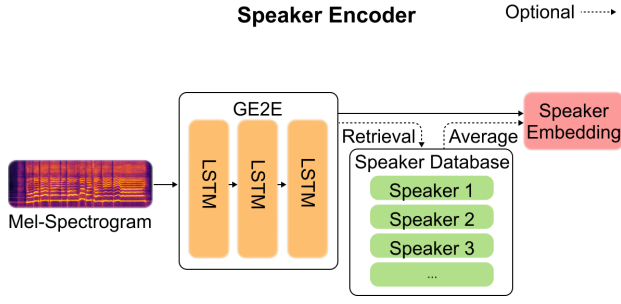 Speaker Encoder
Optional
GE2E
LSTM
LSTM
LSTM
Mel-Spectrogram
Retrieval
Average
Speaker
Embedding
Speaker Database
Speaker 1
Speaker 2
Speaker 3
...